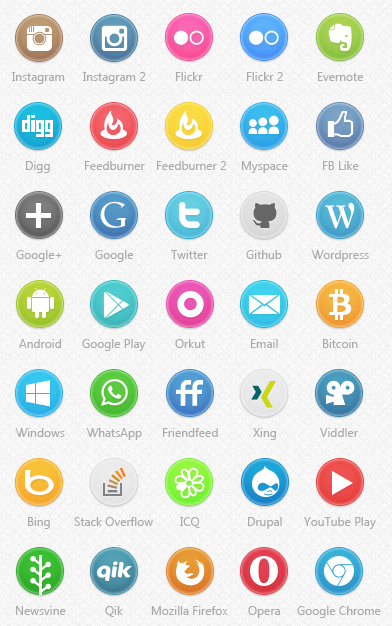 Instagram Instagram 2 Flickr Flickr 2 Evernote
digg
Digg Feedburner Feedburner 2 Myspace FB Like
G W
Google+ Google Twitter Github Wordpress
Android Google Play Orkut Email Bitcoin
ff
Windows WhatsApp Friendfeed Xing Viddler
b
Bing Stack Overflow ICQ Drupal YouTube Play
qik O
Newsvine Qik Mozilla Firefox Opera Google Chrome